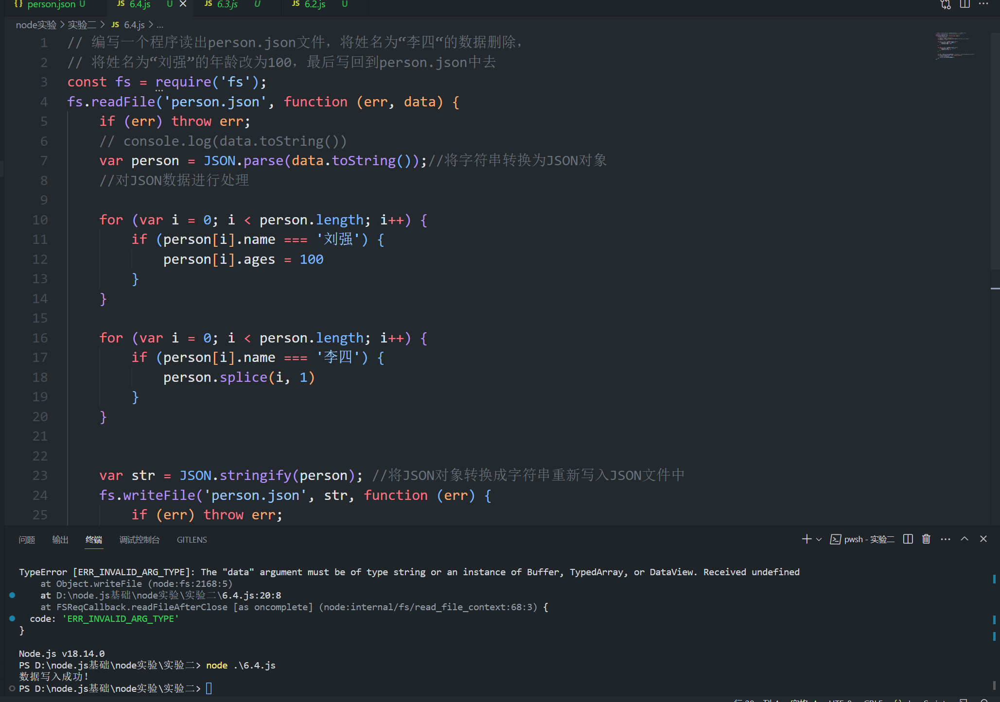 {} person.json U JS 6.4.js U JS 6.3.js U JS 6.2.js U
node实验 > 实验二 > JS 6.4.js > ...
1 // 编写一个程序读出person.json文件，将姓名为“李四“的数据删除，
2 // 将姓名为“刘强”的年龄改为100，最后写回到person.json中去
3 const fs = require('fs');
4 fs.readFile('person.json', function (err, data) {
5 if (err) throw err;
6 // console.log(data.toString())
7 var person = JSON.parse(data.toString());//将字符串转换为JSON对象
8 //对JSON数据进行处理
9
10 for (var i = 0; i < person.length; i++) {
11 if (person[i].name === '刘强') {
12 person[i].ages = 100
13 }
14 }
15
16 for (var i = 0; i < person.length; i++) {
17 if (person[i].name === '李四') {
18 person.splice(i, 1)
19 }
20 }
21
22
23 var str = JSON.stringify(person); //将JSON对象转换成字符串重新写入JSON文件中
24 fs.writeFile('person.json', str, function (err) {
25 if (err) throw err;
问题 输出 终端 调试控制台 GITLENS pwsh - 实验二
TypeError [ERR_INVALID_ARG_TYPE]: The "data" argument must be of type string or an instance of Buffer, TypedArray, or DataView. Received undefined
at Object.writeFile (node:fs:2168:5)
at D:\node.js基础\node实验\实验二\6.4.js:20:8
at FSReqCallback.readFileAfterClose [as oncomplete] (node:internal/fs/read_file_context:68:3) {
code: 'ERR_INVALID_ARG_TYPE'
}
Node.js v18.14.0
PS D:\node.js基础\node实验\实验二> node .\6.4.js
数据写入成功！
PS D:\node.js基础\node实验\实验二>